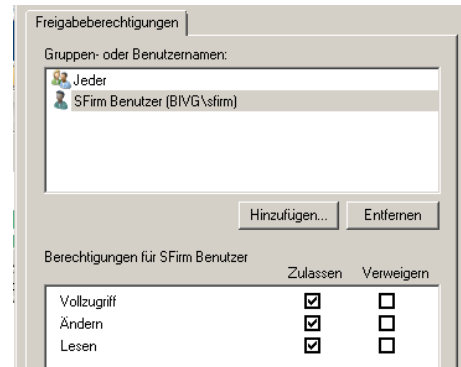 Freigabeberechtigungen
Gruppen- oder Benutzernamen:
Jeder
SFirm Benutzer (BIVG\sfirm)
Hinzufügen... Entfernen
Berechtigungen für SFirm Benutzer
Zulassen Verweigern
Vollzugriff
Ändern
Lesen